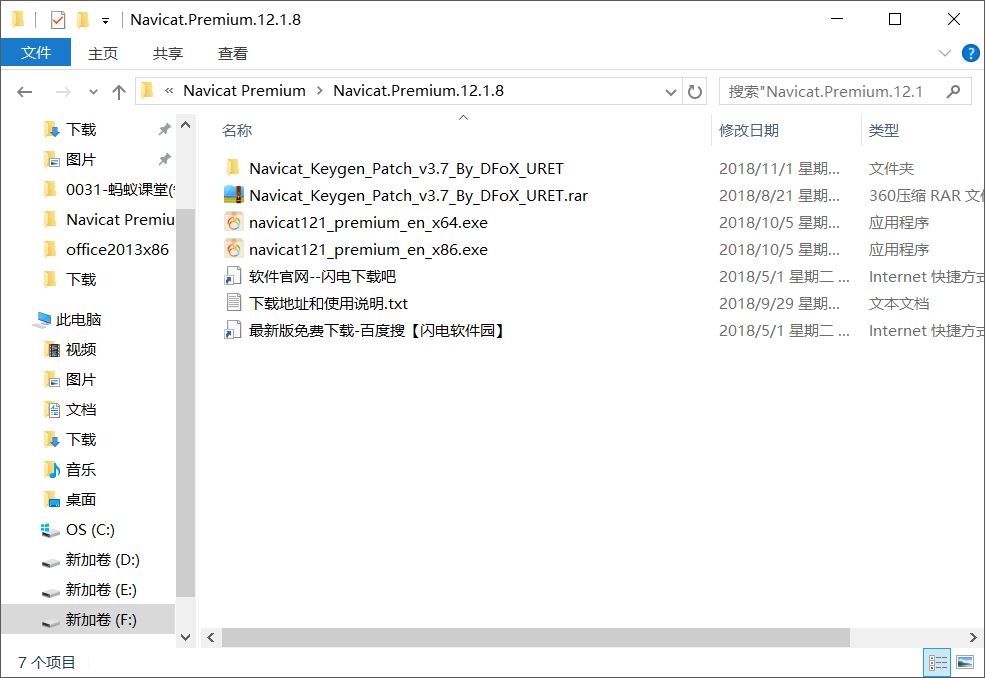 Navicat.Premium.12.1.8
文件 主页 共享 查看
« Navicat Premium > Navicat.Premium.12.1.8 搜索"Navicat.Premium.12.1
下载
图片
0031-蚂蚁课堂(
Navicat Premiu
office2013x86
下载
此电脑
视频
图片
文档
下载
音乐
桌面
OS (C:)
新加卷 (D:)
新加卷 (E:)
新加卷 (F:)
名称 修改日期 类型
Navicat_Keygen_Patch_v3.7_By_DFoX_URET 2018/11/1 星期... 文件夹
Navicat_Keygen_Patch_v3.7_By_DFoX_URET.rar 2018/8/21 星期... 360压缩 RAR 文件
navicat121_premium_en_x64.exe 2018/10/5 星期... 应用程序
navicat121_premium_en_x86.exe 2018/10/5 星期... 应用程序
软件官网--闪电下载吧 2018/5/1 星期二 ... Internet 快捷方式
下载地址和使用说明.txt 2018/9/29 星期... 文本文档
最新版免费下载-百度搜【闪电软件园】 2018/5/1 星期二 ... Internet 快捷方式
7 个项目